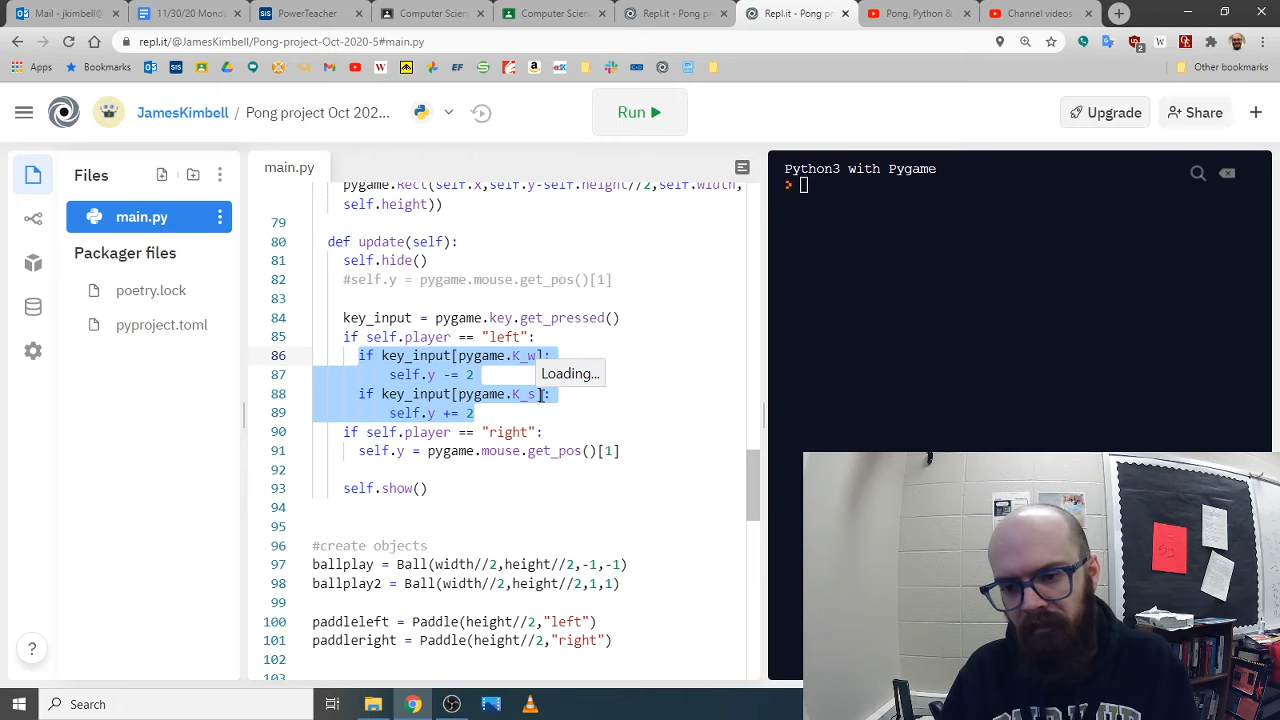 Mail - jkimbell@
11/30/20 Monda
PowerTeacher
Computer Scien
Computer Scien
Repl.it - Pong p
Repl.it - Pong p
Pong, Python &
Channel videos
repl.it/@JamesKimbell/Pong-project-Oct-2020-5#main.py
Apps
Bookmarks
Other bookmarks
JamesKimbell / Pong project Oct 202...
Run
Upgrade
Share
Files
main.py
Packager files
poetry.lock
pyproject.toml
main.py
pygame.Rect(self.x,self.y-self.height//2,self.width,
self.height))
79
80 def update(self):
81 self.hide()
82 #self.y = pygame.mouse.get_pos()[1]
83
84 key_input = pygame.key.get_pressed()
85 if self.player == "left":
86 if key_input[pygame.K_w]:
87 self.y -= 2
Loading...
88 if key_input[pygame.K_s]:
89 self.y += 2
90 if self.player == "right":
91 self.y = pygame.mouse.get_pos()[1]
92
93 self.show()
94
95
96 #create objects
97 ballplay = Ball(width//2,height//2,-1,-1)
98 ballplay2 = Ball(width//2,height//2,1,1)
99
100 paddleleft = Paddle(height//2,"left")
101 paddleright = Paddle(height//2,"right")
102
103
Python3 with Pygame
Search